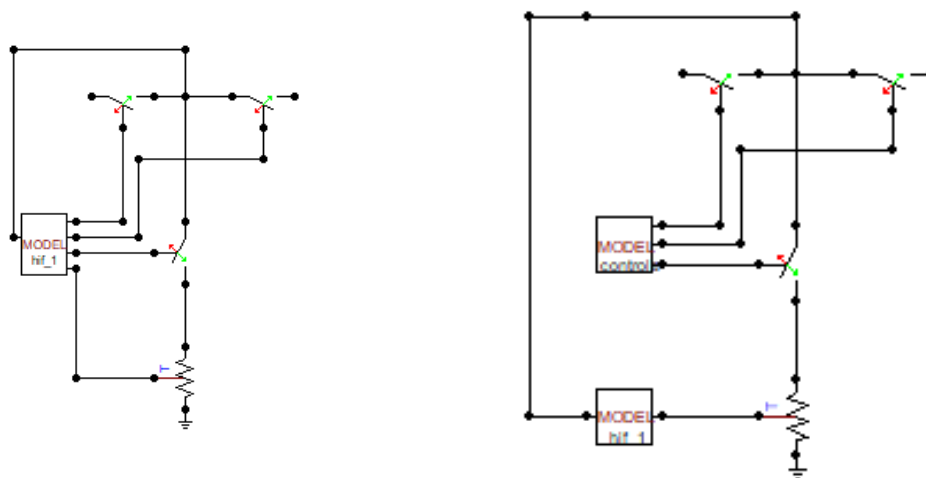 MODEL
hif_1
T
MODEL
control
MODEL
hif_1
T